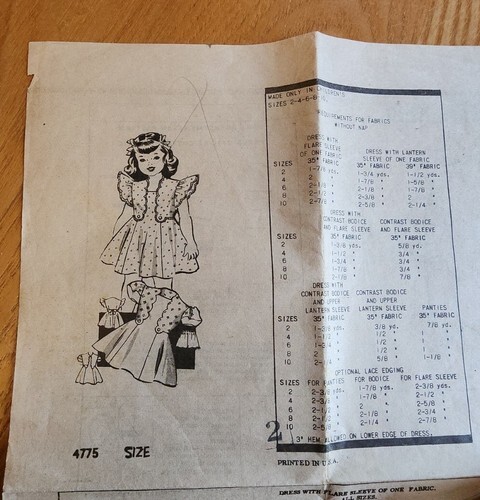 MADE ONLY IN CHILDREN'S
SIZES 2-4-6-8-10.
REQUIREMENTS FOR FABRICS
WITHOUT NAP
DRESS WITH
FLARE SLEEVE
OF ONE FABRIC
DRESS WITH LANTERN
SLEEVE OF ONE FABRIC
SIZES 35" FABRIC 35" FABRIC 39" FABRIC
2 1-7/8 yds. 1-3/4 yds. 1-1/2 yds.
4 2 " 1-7/8 " 1-5/8 "
6 2-1/8 " 2-1/8 " 1-7/8 "
8 2-3/8 " 2 "
10 2-7/8 " 2-5/8 " 2-1/4 "
DRESS WITH
CONTRAST BODICE
AND FLARE SLEEVE
CONTRAST BODICE
AND FLARE SLEEVE
SIZES 35" FABRIC 35" FABRIC
2 1-3/8 yds. 5/8 yd.
4 1-1/2 " 3/4 "
6 1-3/4 " 3/4 "
8 1-7/8 " 3/4 "
10 2-1/8 " 7/8 "
DRESS WITH
CONTRAST BODICE
AND UPPER
LANTERN SLEEVE
CONTRAST BODICE
AND UPPER
LANTERN SLEEVE PANTIES
SIZES 35" FABRIC 35" FABRIC 35" FABRIC
2 3/8 yd. 7/8 yd.
4 1-1/2 " 1/2 " 1 "
6 1-3/4 " 1/2 " 1 "
8 2 " 1/2 " 1 "
10 5/8 " 1-1/8 "
OPTIONAL LACE EDGING
SIZES FOR PANTIES FOR BODICE FOR FLARE SLEEVE
2 2-3/8 yds. 1-7/8 yds. 2-3/8 yds.
4 2-3/8 " 1-7/8 " 2-1/2 "
6 2-1/2 " 2 " 2-5/8 "
8 2-1/2 " 2-1/8 " 2-3/4 "
10 2-5/8 " 2-1/4 " 2-7/8 "
3" HEM ALLOWED ON LOWER EDGE OF DRESS.
2
4775 SIZE
PRINTED IN U.S.A.
DRESS WITH FLARE SLEEVE OF ONE FABRIC.
ALL SIZES.